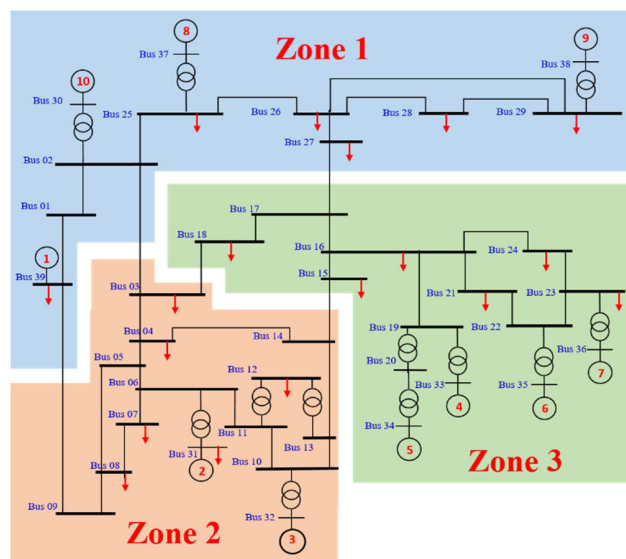 8
Zone 1
9
Bus 37
Bus 38
10
Bus 30
Bus 25
Bus 26
Bus 28
Bus 29
Bus 27
Bus 02
Bus 01
Bus 17
Bus 18
Bus 16
Bus 24
1
Bus 15
Bus 39
Bus 03
Bus 21
Bus 23
Bus 04
Bus 14
Bus 19
Bus 22
Bus 05
Bus 12
Bus 20
Bus 36
Bus 06
Bus 33
Bus 35
7
Bus 07
4
6
Bus 11
Bus 13
Bus 34
Bus 31
5
Bus 08
2
Bus 10
Zone 3
Bus 09
Bus 32
Zone 2
3